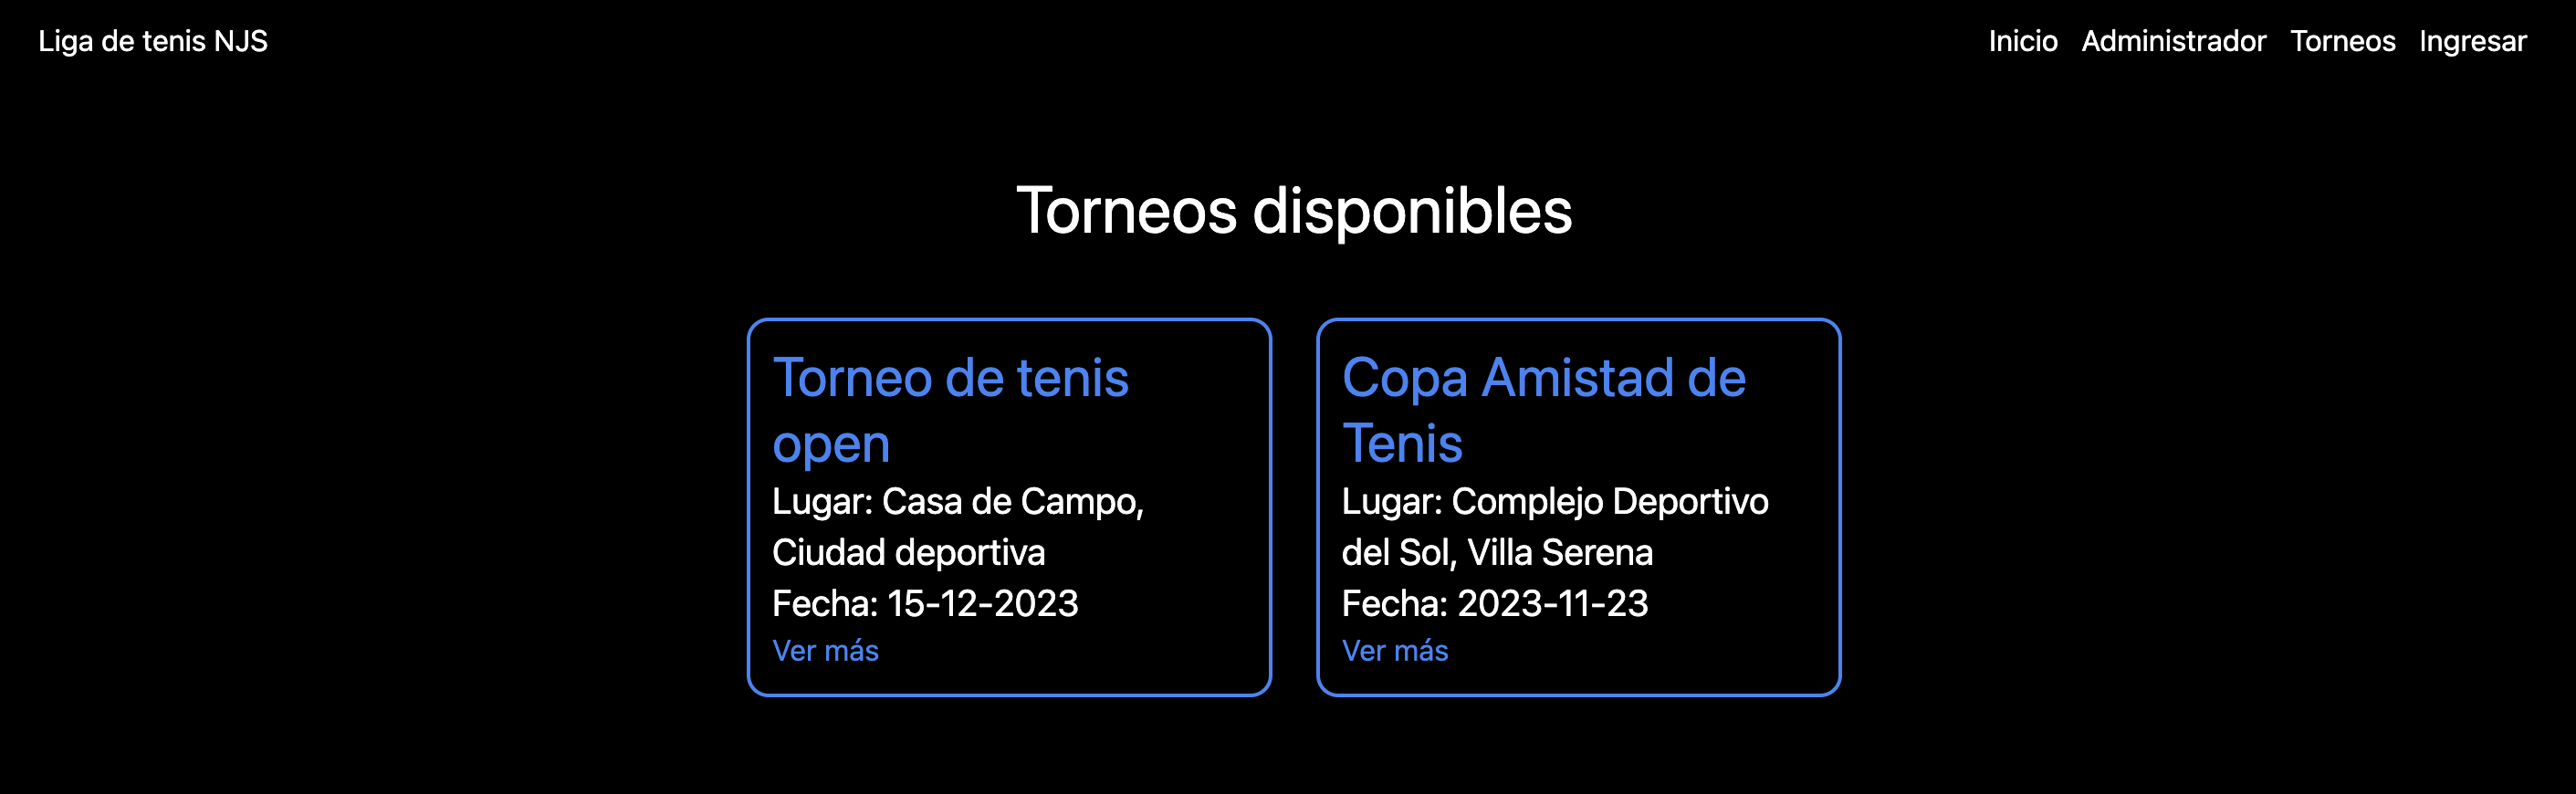 Liga de tenis NJS
Inicio Administrador Torneos Ingresar
Torneos disponibles
Torneo de tenis
open
Lugar: Casa de Campo,
Ciudad deportiva
Fecha: 15-12-2023
Ver más
Copa Amistad de
Tenis
Lugar: Complejo Deportivo
del Sol, Villa Serena
Fecha: 2023-11-23
Ver más